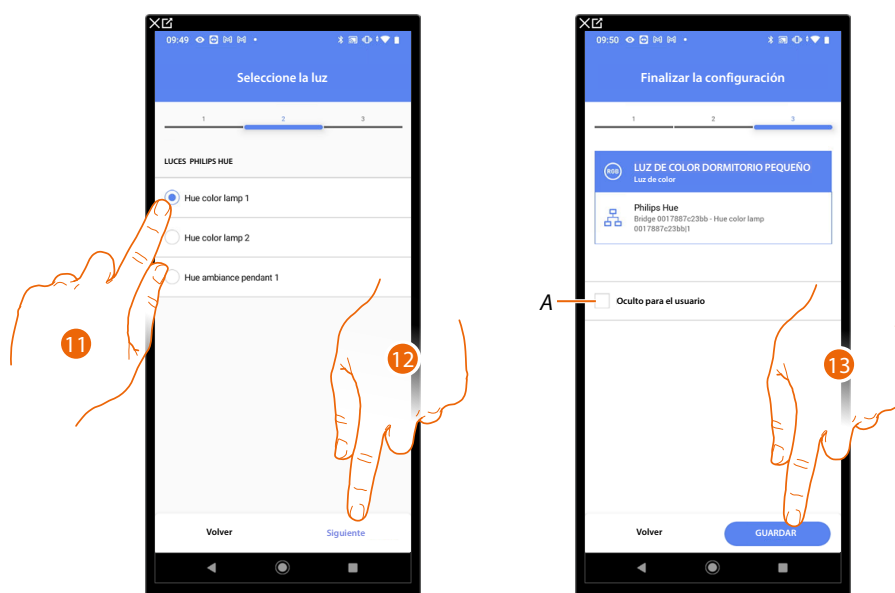 09:49
Seleccione la luz
1 2 3
LUCES PHILIPS HUE
Hue color lamp 1
Hue color lamp 2
Hue ambiance pendant 1
11
12
Volver
Siguiente
09:50
Finalizar la configuración
1 2 3
RGB
LUZ DE COLOR DORMITORIO PEQUEÑO
Luz de color
Philips Hue
Bridge 0017887c23bb - Hue color lamp
0017887c23bb|1
A
Oculto para el usuario
13
Volver
GUARDAR